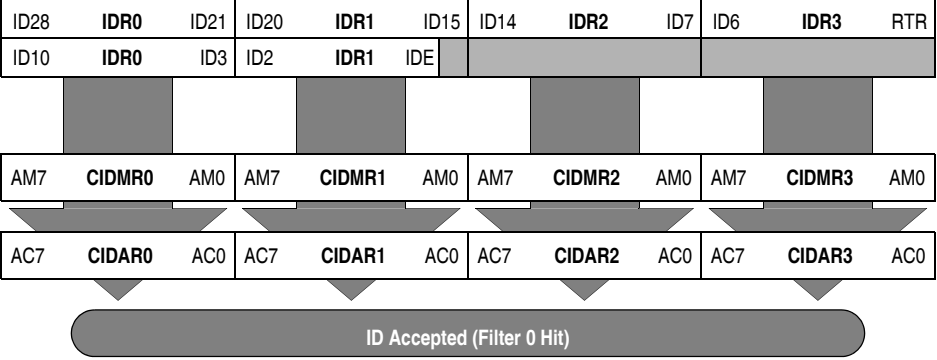 ID28 IDR0 ID21 ID20 IDR1 ID15 ID14 IDR2 ID7 ID6 IDR3 RTR
ID10 IDR0 ID3 ID2 IDR1 IDE
AM7 CIDMR0 AM0 AM7 CIDMR1 AM0 AM7 CIDMR2 AM0 AM7 CIDMR3 AM0
AC7 CIDAR0 AC0 AC7 CIDAR1 AC0 AC7 CIDAR2 AC0 AC7 CIDAR3 AC0
ID Accepted (Filter 0 Hit)